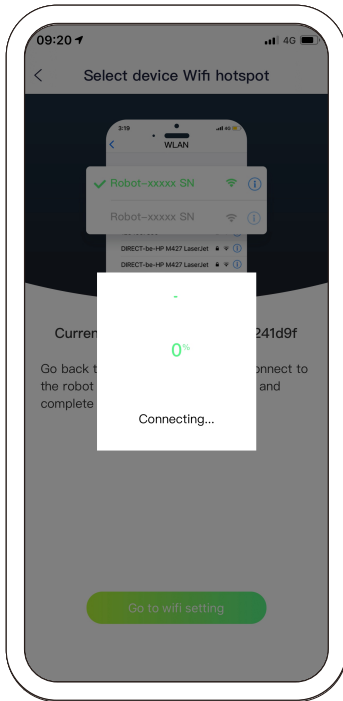 09:20
4G
Select device Wifi hotspot
3:19
4G
WLAN
Robot-xxxxx SN
Robot-xxxxx SN
DIRECT-be-HP M427 LaserJet
DIRECT-be-HP M427 LaserJet
-
Curren 241d9f
0%
Go back t onnect to
the robot and
complete
Connecting...
Go to wifi setting